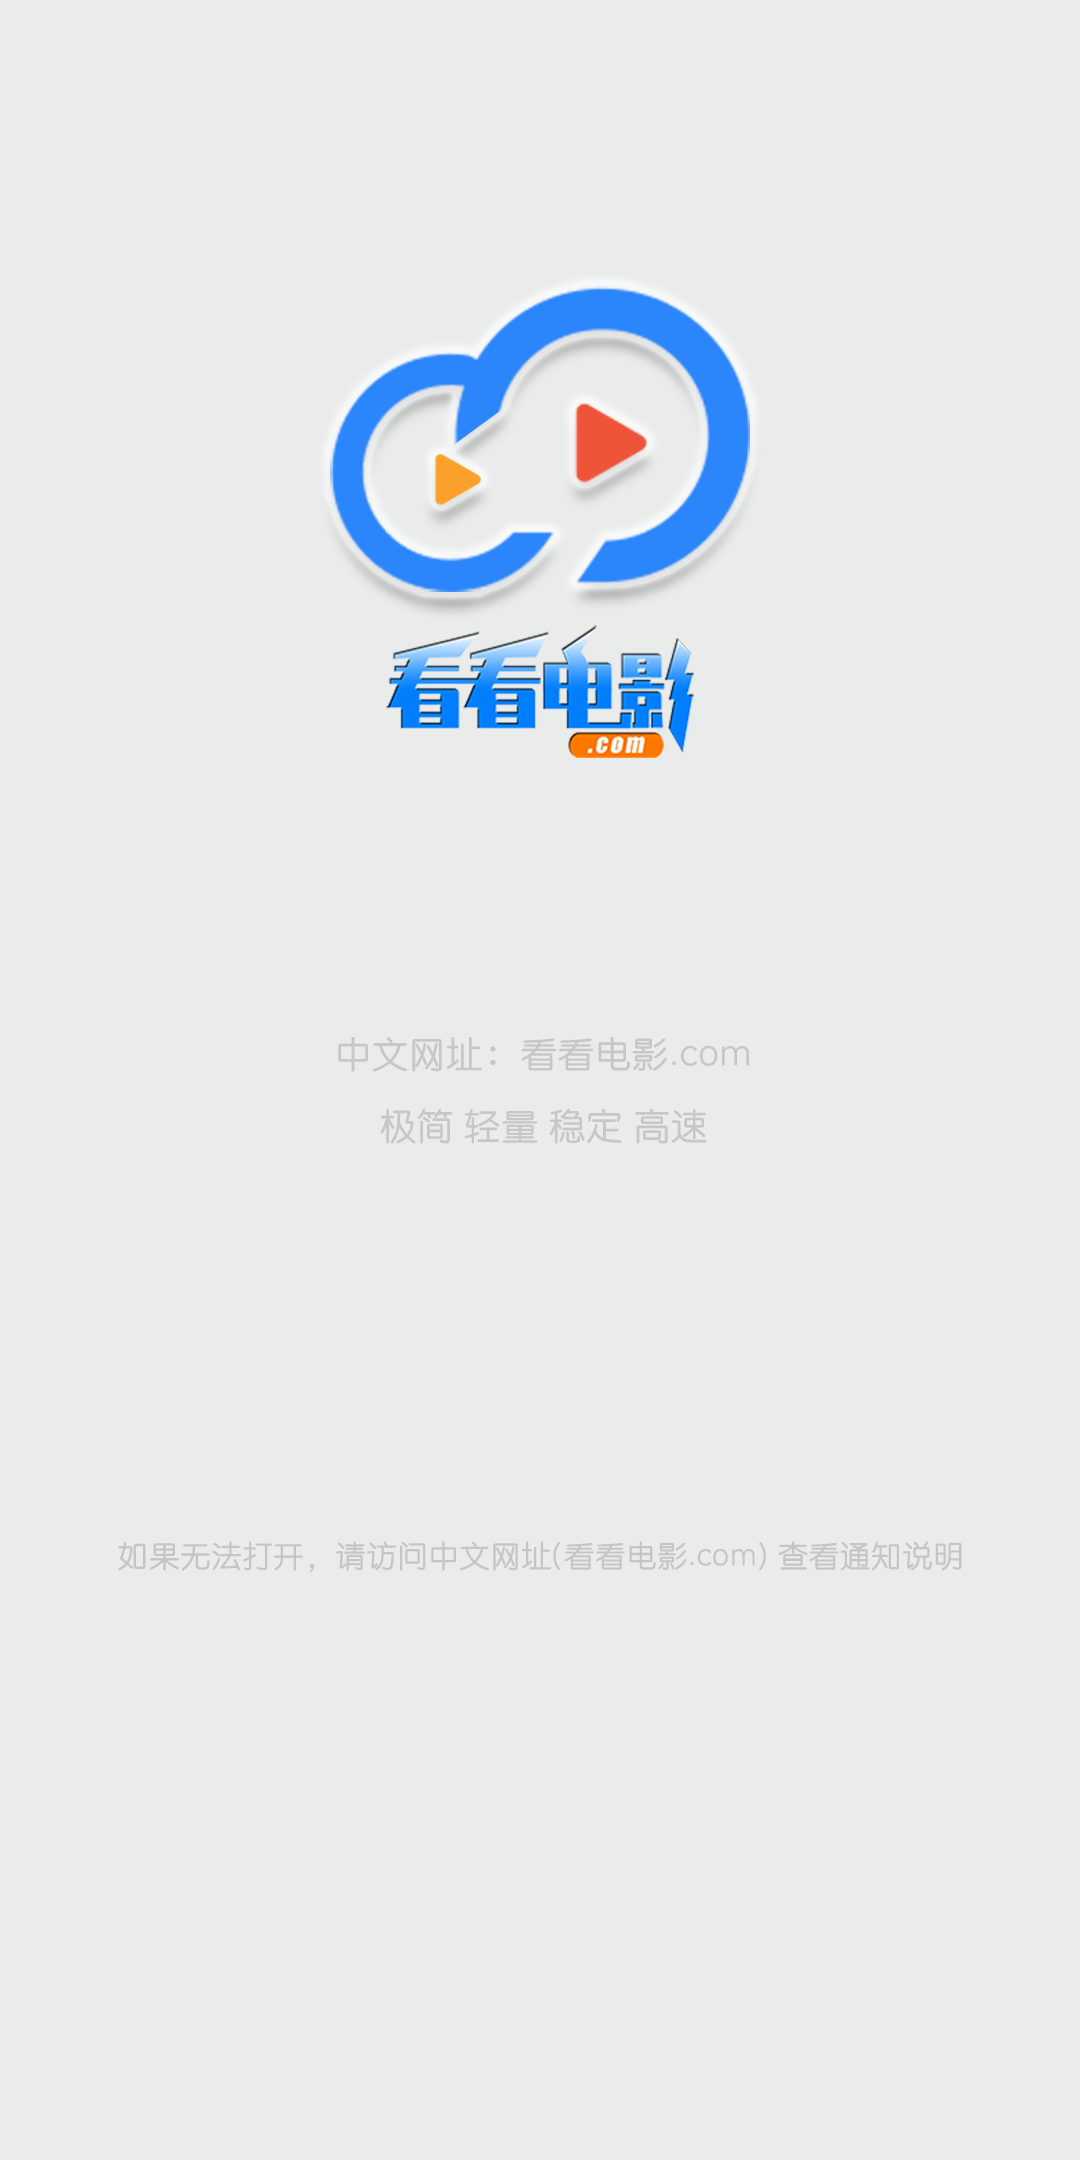 看看电影
.com
中文网址：看看电影.com
极简 轻量 稳定 高速
如果无法打开，请访问中文网址(看看电影.com) 查看通知说明